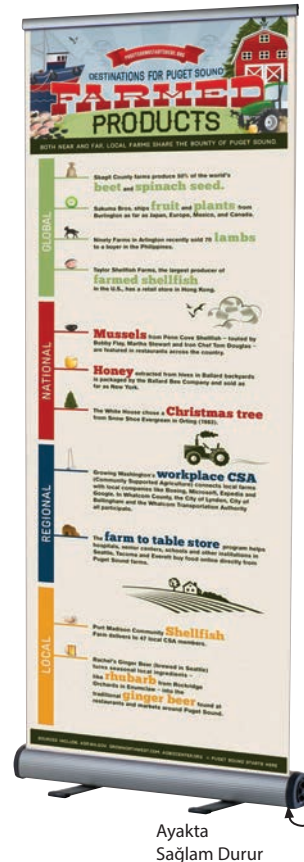 DESTINATIONS FOR PUGET SOUND
FARMED
PRODUCTS
BOTH NEAR AND FAR, LOCAL FARMS SHARE THE BOUNTY OF PUGET SOUND.
GLOBAL
Skagit County farms produce 50% of the world's
beet and spinach seed.
Sakuma Bros. ships fruit and plants from
Burlington as far as Japan, Europe, Mexico, and Canada.
Ninety Farms in Arlington recently sold 70 lambs
to a buyer in the Philippines.
Taylor Shellfish Farms, the largest producer of
farmed shellfish
in the U.S., has a retail store in Hong Kong.
NATIONAL
Mussels from Penn Cove Shellfish – touted by
Bobby Flay, Martha Stewart and Iron Chef Tom Douglas –
are featured in restaurants across the country.
Honey extracted from hives in Ballard backyards
is packaged by the Ballard Bee Company and sold as
far as New York.
The White House chose a Christmas tree
from Snow Shoe Evergreen in Orting
REGIONAL
Growing Washington's workplace CSA
(Community Supported Agriculture) connects local farms
with local companies like Boeing, Microsoft, Expedia and
Google. In Whatcom County, the City of Lynden, City of
Bellingham and the Whatcom Transportation Authority
all participate.
The farm to table store program helps
hospitals, senior centers, schools and other institutions in
Seattle, Tacoma and Everett buy food online directly from
Puget Sound farms.
LOCAL
Port Madison Community Shellfish
Farm delivers to 47 local CSA members.
Rachel's Ginger Beer (brewed in Seattle)
turns seasonal local ingredients –
like rhubarb from Rockridge
Orchards in Enumclaw – into the
traditional ginger beer found at
restaurants and markets around Puget Sound.
Ayakta
Sağlam Durur